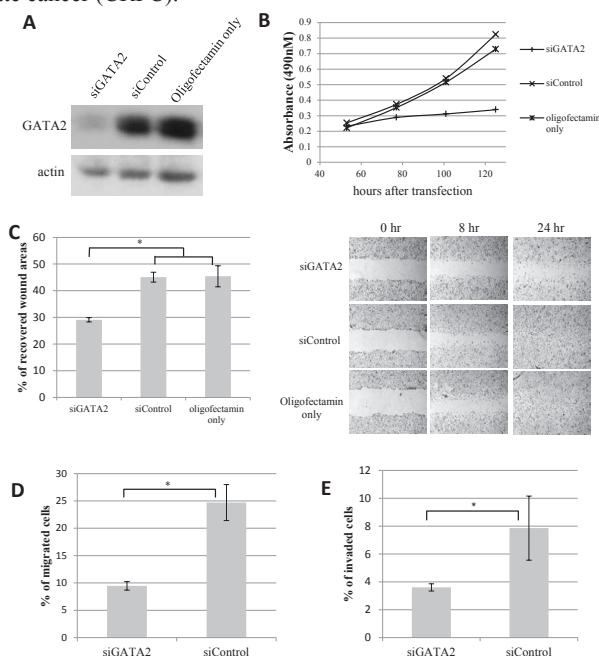 ate cancer (CRPC).
A
siGATA2
siControl
Oligofectamin only
GATA2
actin
B
Absorbance (490nM)
0.9
0.8
0.7
0.6
0.5
0.4
0.3
0.2
0.1
0
40 60 80 100 120
hours after transfection
siGATA2
siControl
oligofectamin
only
C
% of recovered wound areas
60
50
40
30
20
10
0
*
siGATA2 siControl oligofectamin
only
0 hr 8 hr 24 hr
siGATA2
siControl
Oligofectamin
only
D
% of migrated cells
30
25
20
15
10
5
0
*
siGATA2 siControl
E
% of invaded cells
12
10
8
6
4
2
0
*
siGATA2 siControl